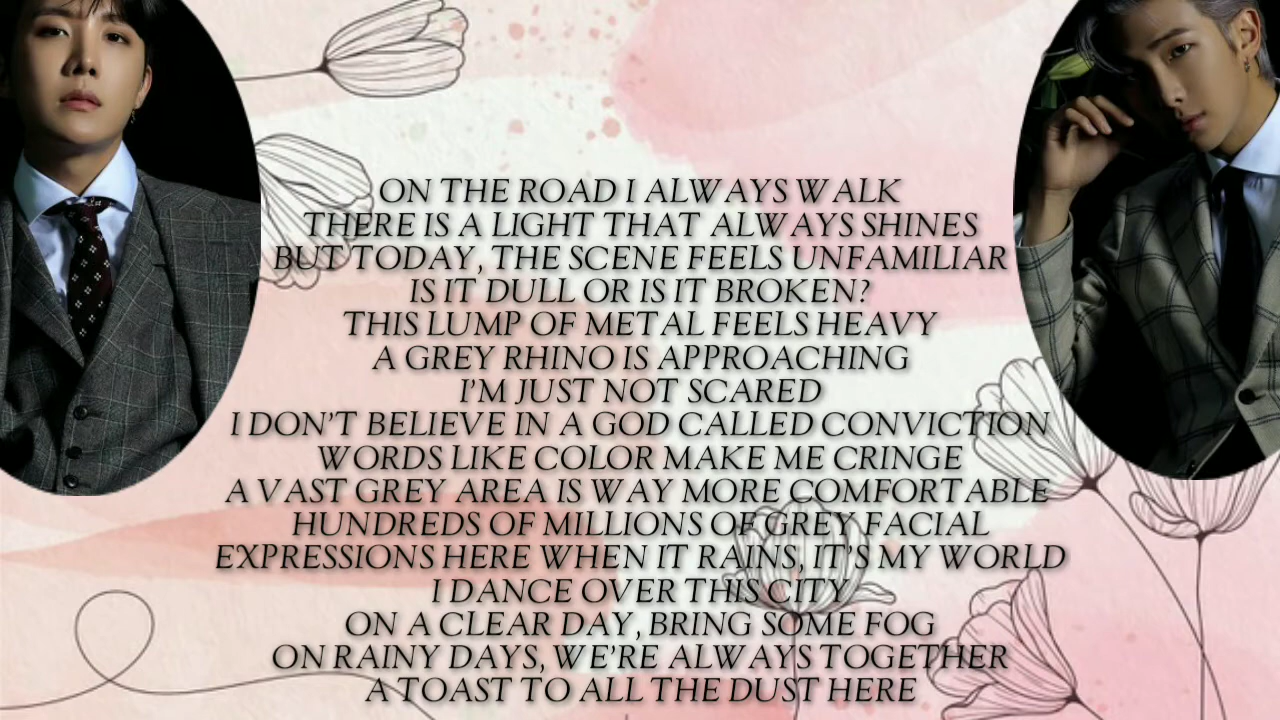 ON THE ROAD I ALWAYS WALK
THERE IS A LIGHT THAT ALWAYS SHINES
BUT TODAY, THE SCENE FEELS UNFAMILIAR
IS IT DULL OR IS IT BROKEN?
THIS LUMP OF METAL FEELS HEAVY
A GREY RHINO IS APPROACHING
I'M JUST NOT SCARED
I DON'T BELIEVE IN A GOD CALLED CONVICTION
WORDS LIKE COLOR MAKE ME CRINGE
A VAST GREY AREA IS WAY MORE COMFORTABLE
HUNDREDS OF MILLIONS OF GREY FACIAL
EXPRESSIONS HERE WHEN IT RAINS, IT'S MY WORLD
I DANCE OVER THIS CITY
ON A CLEAR DAY, BRING SOME FOG
ON RAINY DAYS, WE'RE ALWAYS TOGETHER
A TOAST TO ALL THE DUST HERE